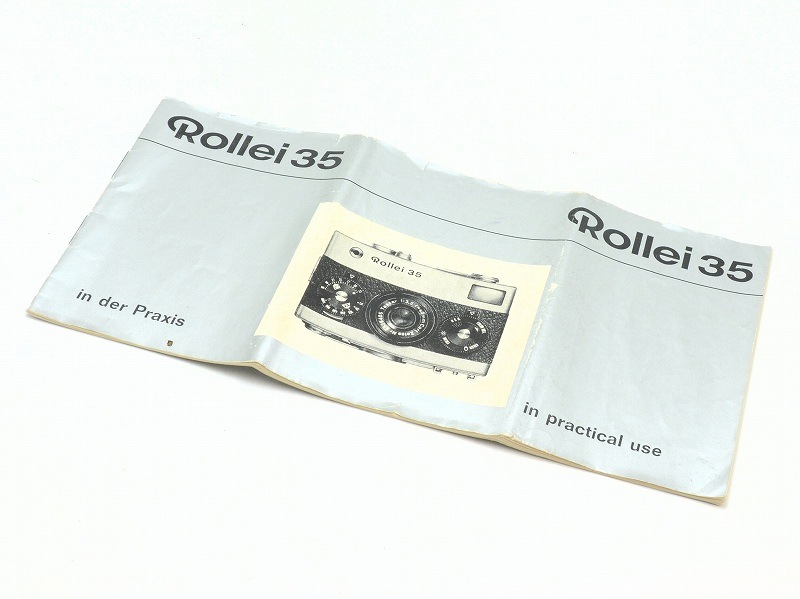 Rollei 35
in der Praxis
Rollei 35
Rollei 35
in practical use